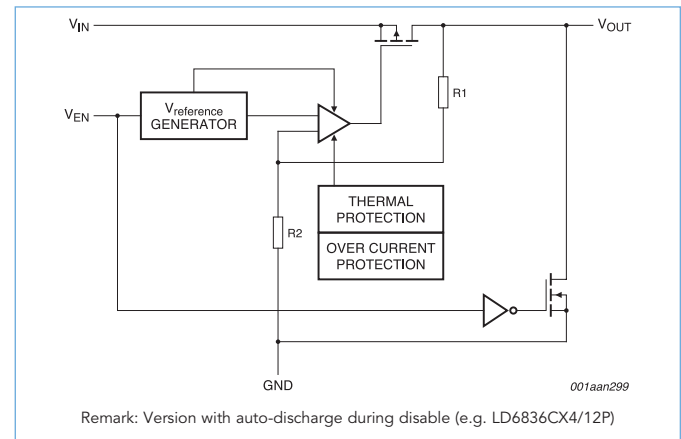 VIN
VOUT
R1
VEN
Vreference
GENERATOR
THERMAL
PROTECTION
R2
OVER CURRENT
PROTECTION
GND
001aan299
Remark: Version with auto-discharge during disable (e.g. LD6836CX4/12P)